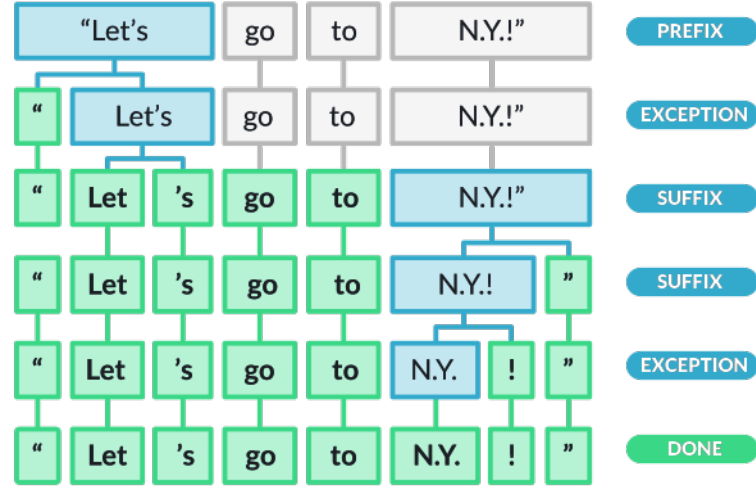 “Let’s go to N.Y.!” PREFIX
“ Let’s go to N.Y.!” EXCEPTION
“ Let ’s go to N.Y.!” SUFFIX
“ Let ’s go to N.Y.! ” SUFFIX
“ Let ’s go to N.Y. ! ” EXCEPTION
“ Let ’s go to N.Y. ! ” DONE